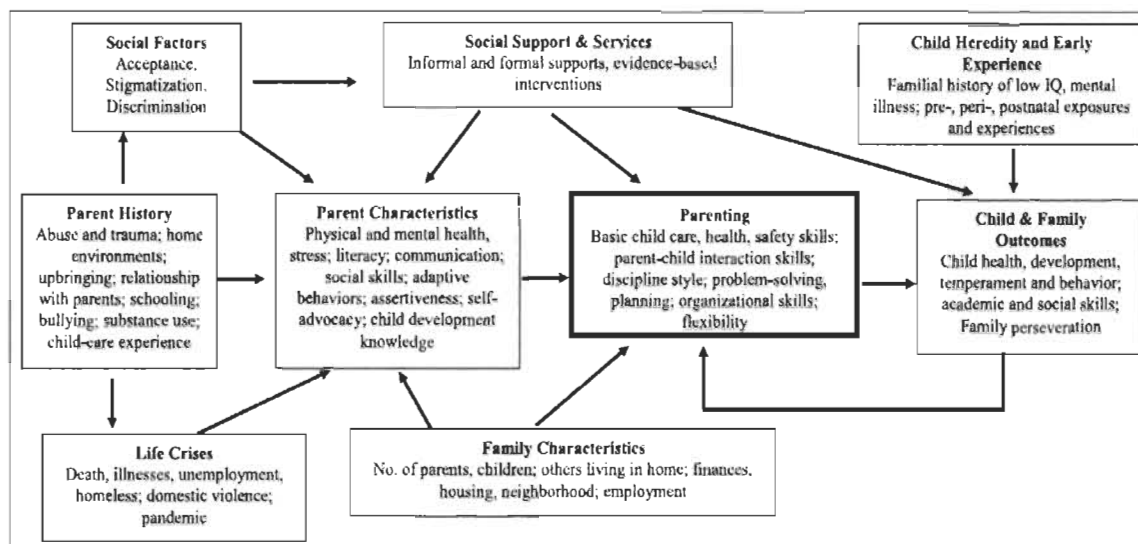 Social Factors
Acceptance,
Stigmatization,
Discrimination
Social Support & Services
Informal and formal supports, evidence-based
interventions
Child Heredity and Early
Experience
Familial history of low IQ, mental
illness; pre-, peri-, postnatal exposures
and experiences
Parent History
Abuse and trauma; home
environments;
upbringing; relationship
with parents; schooling;
bullying; substance use;
child-care experience
Parent Characteristics
Physical and mental health,
stress; literacy; communication;
social skills; adaptive
behaviors; assertiveness; self-
advocacy; child development
knowledge
Parenting
Basic child care, health, safety skills;
parent-child interaction skills;
discipline style; problem-solving,
planning; organizational skills;
flexibility
Child & Family
Outcomes
Child health, development,
temperament and behavior;
academic and social skills;
Family perseveration
Life Crises
Death, illnesses, unemployment,
homeless; domestic violence;
pandemic
Family Characteristics
No. of parents, children; others living in home; finances,
housing, neighborhood; employment